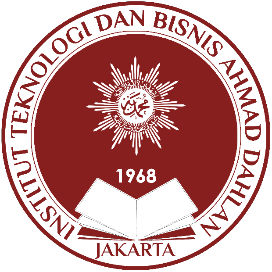 INSTITUT TEKNOLOGI DAN BISNIS AHMAD DAHLAN
1968
JAKARTA